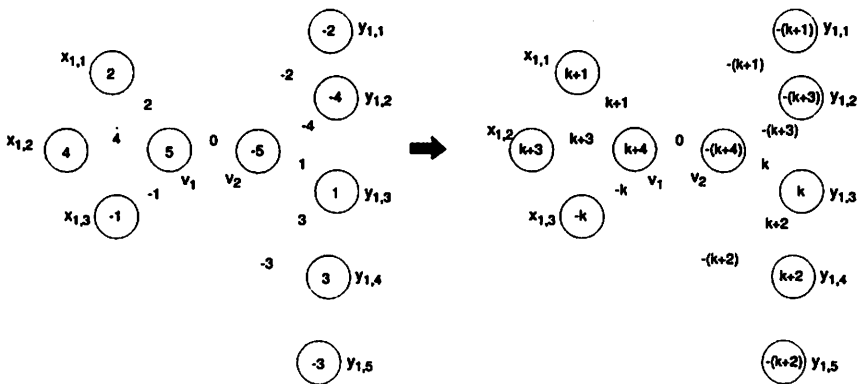 -2 y1,1
x1,1
2
-2
2
-4 y1,2
-4
x1,2
4
4
5
0
-5
1
v1
v2
-1
1 y1,3
x1,3
-1
3
-3
3 y1,4
-3 y1,5
-(k+1) y1,1
x1,1
k+1
-(k+1)
k+1
-(k+3) y1,2
-(k+3)
x1,2
k+3
k+3
k+4
0
-(k+4)
k
v1
v2
-k
k y1,3
x1,3
-k
k+2
-(k+2)
k+2 y1,4
-(k+2) y1,5